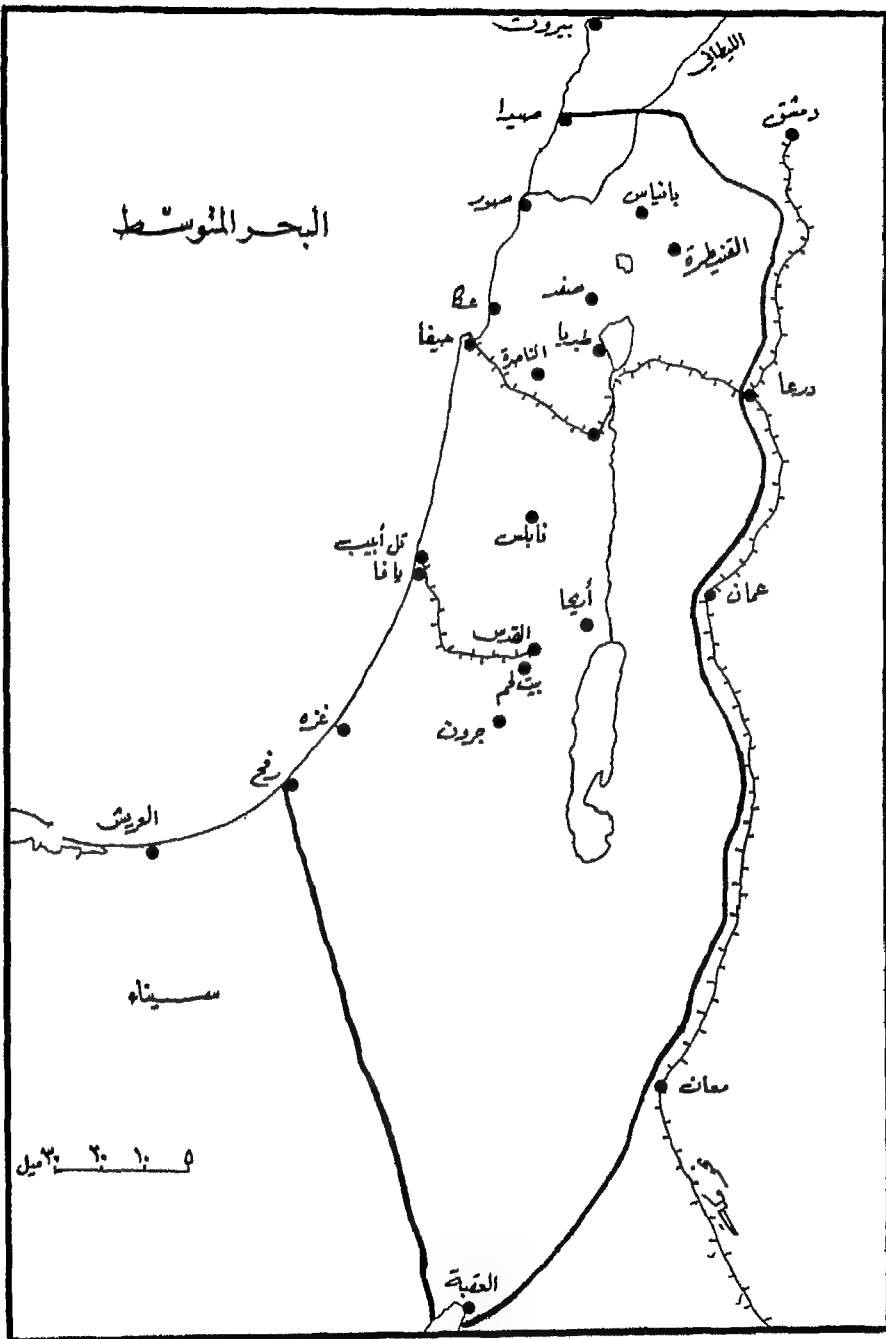 بيروت
الليطاني
صيدا
دمشق
صور
بانياس
البحر المتوسّط
القنيطرة
صفد
عكا
حيفا
طبريا
الناصرة
درعا
نابلس
تل أبيب
يافا
عمان
أريحا
القدس
بيت لحم
جرون
غزه
رفح
العريش
سيناء
معان
ميل ٣٠ ٢٠ ١٠ ٥
العقبة